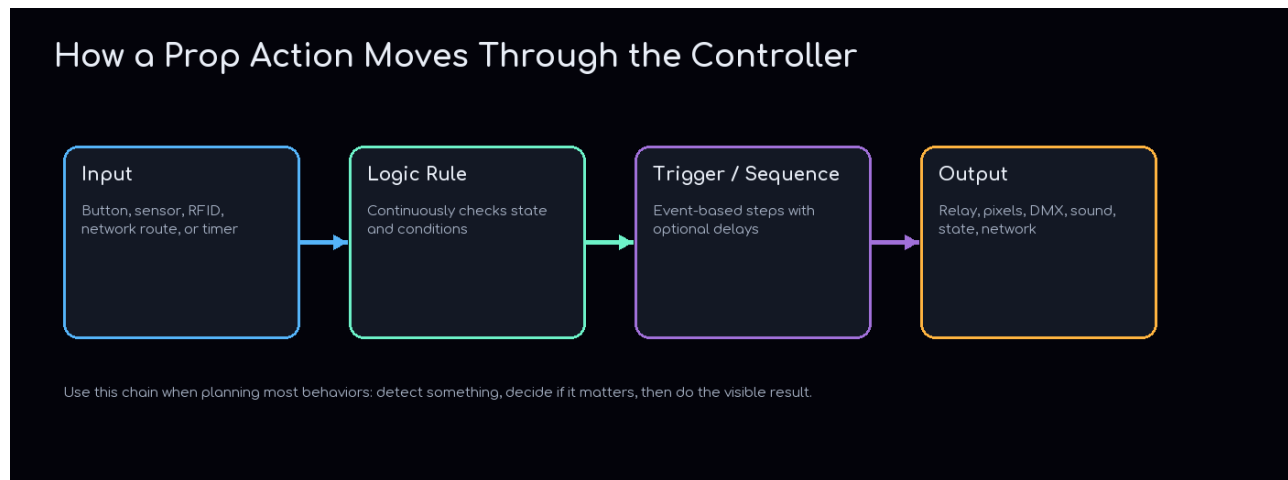 How a Prop Action Moves Through the Controller
Input
Button, sensor, RFID,
network route, or timer
Logic Rule
Continuously checks state
and conditions
Trigger / Sequence
Event-based steps with
optional delays
Output
Relay, pixels, DMX, sound,
state, network
Use this chain when planning most behaviors: detect something, decide if it matters, then do the visible result.